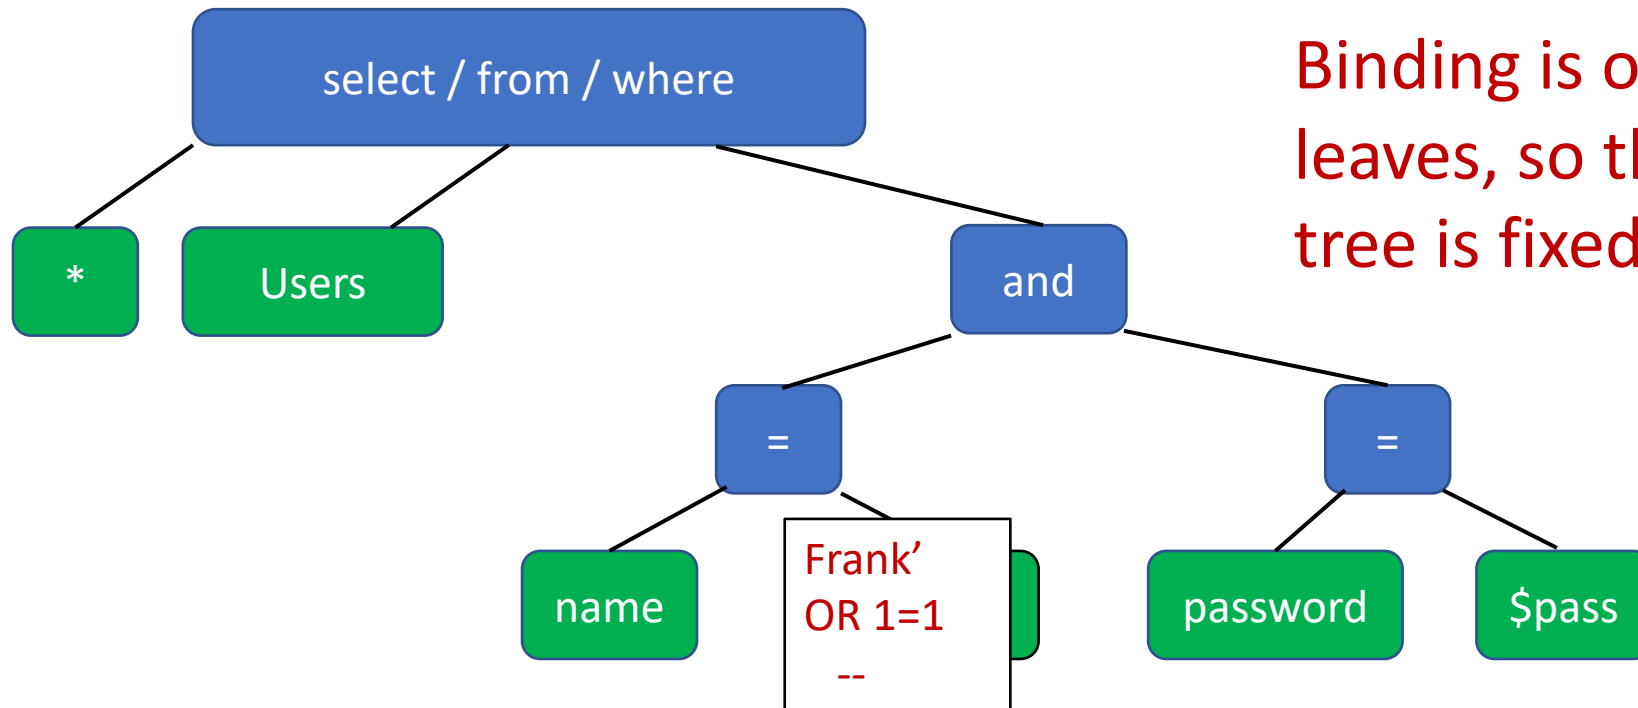 select / from / where
Binding is
leaves, so
tree is fixed
*
Users
and
=
=
name
Frank’
OR 1=1
--
password
$pass